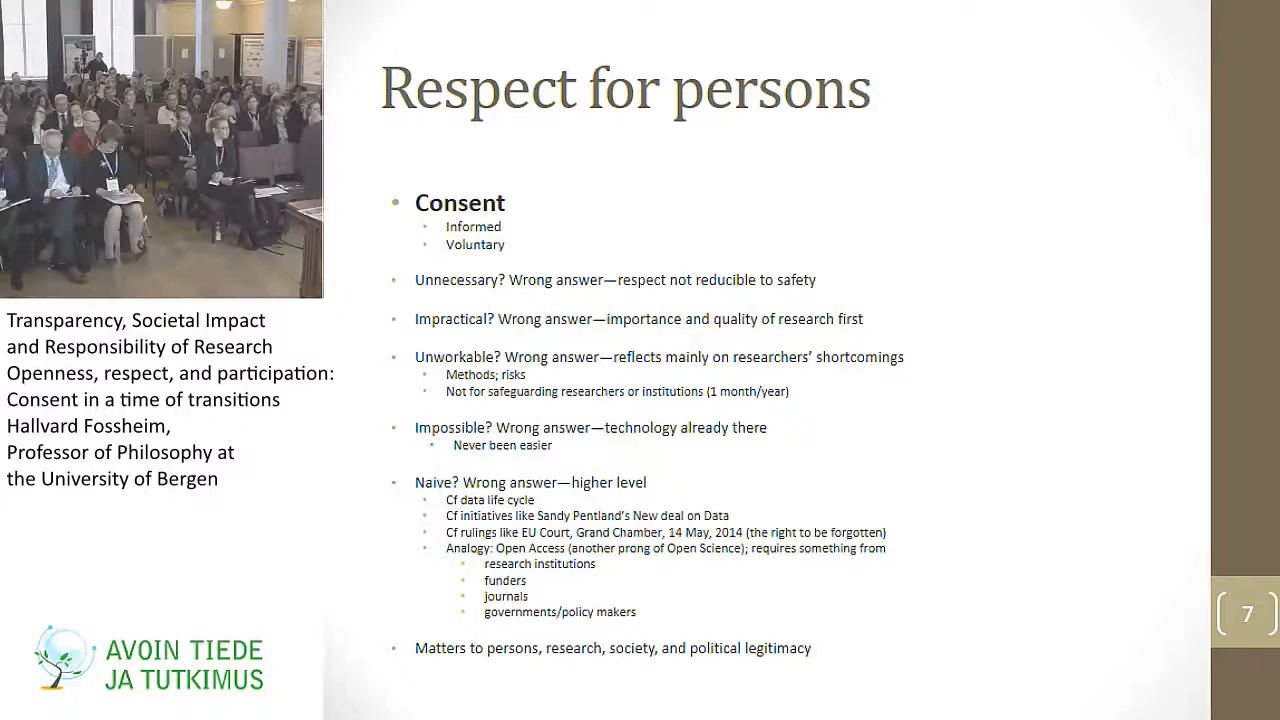 Respect for persons
Consent
Informed
Voluntary
Unnecessary? Wrong answer—respect not reducible to safety
Impractical? Wrong answer—importance and quality of research first
Unworkable? Wrong answer—reflects mainly on researchers’ shortcomings
Methods; risks
Not for safeguarding researchers or institutions (1 month/year)
Impossible? Wrong answer—technology already there
Never been easier
Naive? Wrong answer—higher level
Cf data life cycle
Cf initiatives like Sandy Pentland’s New deal on Data
Cf rulings like EU Court, Grand Chamber, 14 May, 2014 (the right to be forgotten)
Analogy: Open Access (another prong of Open Science); requires something from
research institutions
funders
journals
governments/policy makers
Matters to persons, research, society, and political legitimacy
7
Transparency, Societal Impact
and Responsibility of Research
Openness, respect, and participation:
Consent in a time of transitions
Hallvard Fossheim,
Professor of Philosophy at
the University of Bergen
AVOIN TIEDE
JA TUTKIMUS